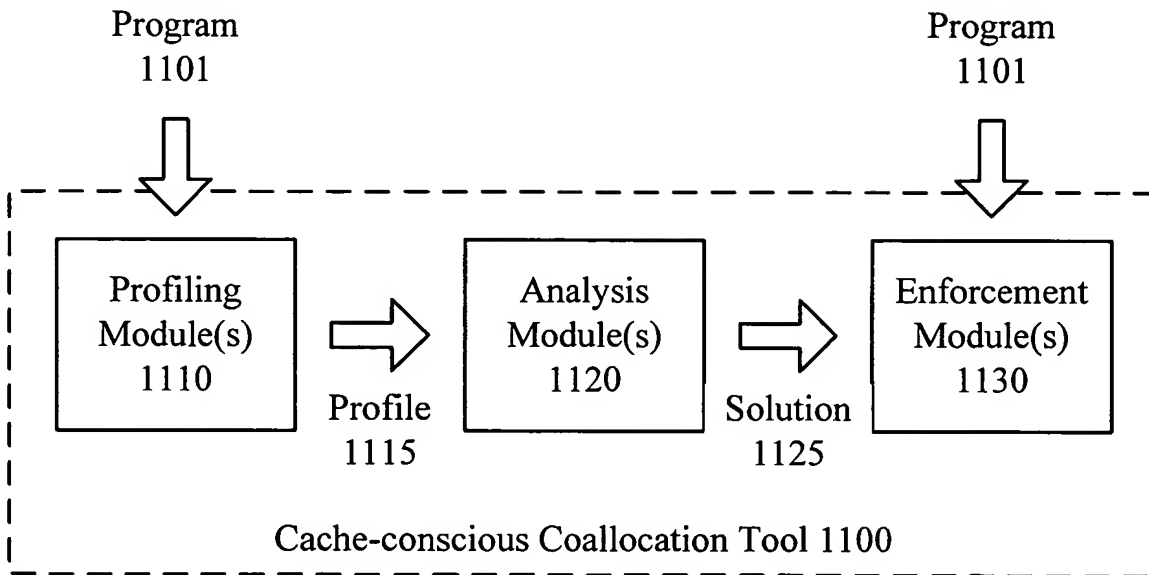 Program
1101
Program
1101
Profiling
Module(s)
1110
Profile
1115
Analysis
Module(s)
1120
Solution
1125
Enforcement
Module(s)
1130
Cache-conscious Coallocation Tool 1100